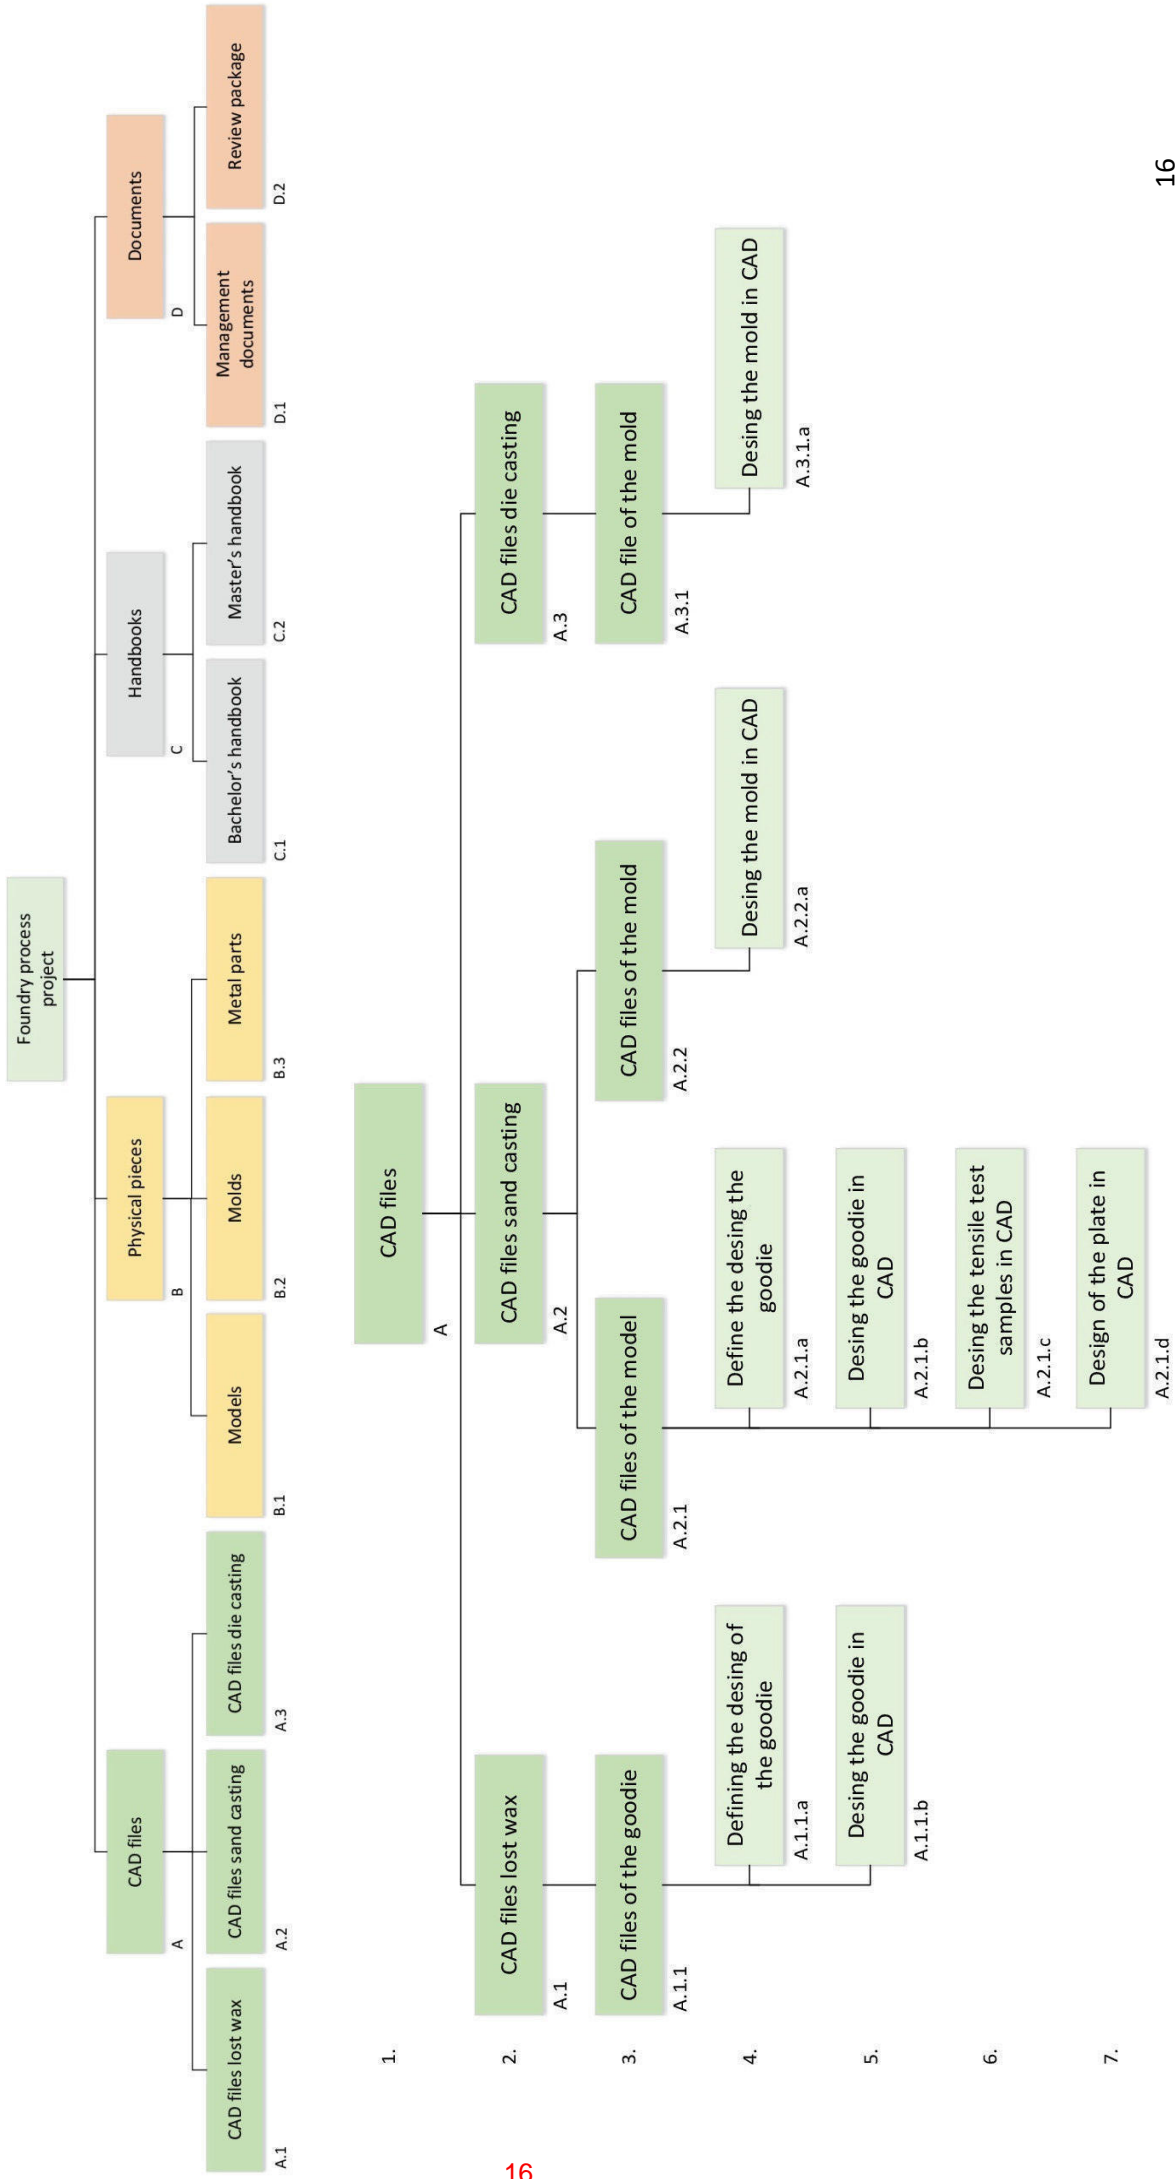 Foundry process
project
CAD files
A
Physical pieces
B
Handbooks
C
Documents
D
CAD files lost wax
A.1
CAD files sand casting
A.2
CAD files die casting
A.3
Models
B.1
Molds
B.2
Metal parts
B.3
Bachelor's handbook
C.1
Master's handbook
C.2
Management
documents
D.1
Review package
D.2
1.
CAD files
A
2.
CAD files lost wax
A.1
CAD files sand casting
A.2
CAD files die casting
A.3
3.
CAD files of the goodie
A.1.1
CAD files of the model
A.2.1
CAD files of the mold
A.2.2
CAD file of the mold
A.3.1
4.
Defining the desing of
the goodie
A.1.1.a
Define the desing the
goodie
A.2.1.a
Desing the mold in CAD
A.2.2.a
Desing the mold in CAD
A.3.1.a
5.
Desing the goodie in
CAD
A.1.1.b
Desing the goodie in
CAD
A.2.1.b
6.
Desing the tensile test
samples in CAD
A.2.1.c
7.
Design of the plate in
CAD
A.2.1.d
16
16